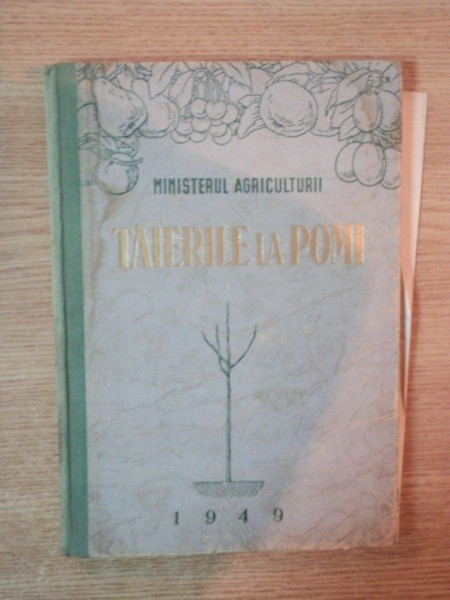 MINISTERUL AGRICULTURII
TAIERILE LA POMI
1949